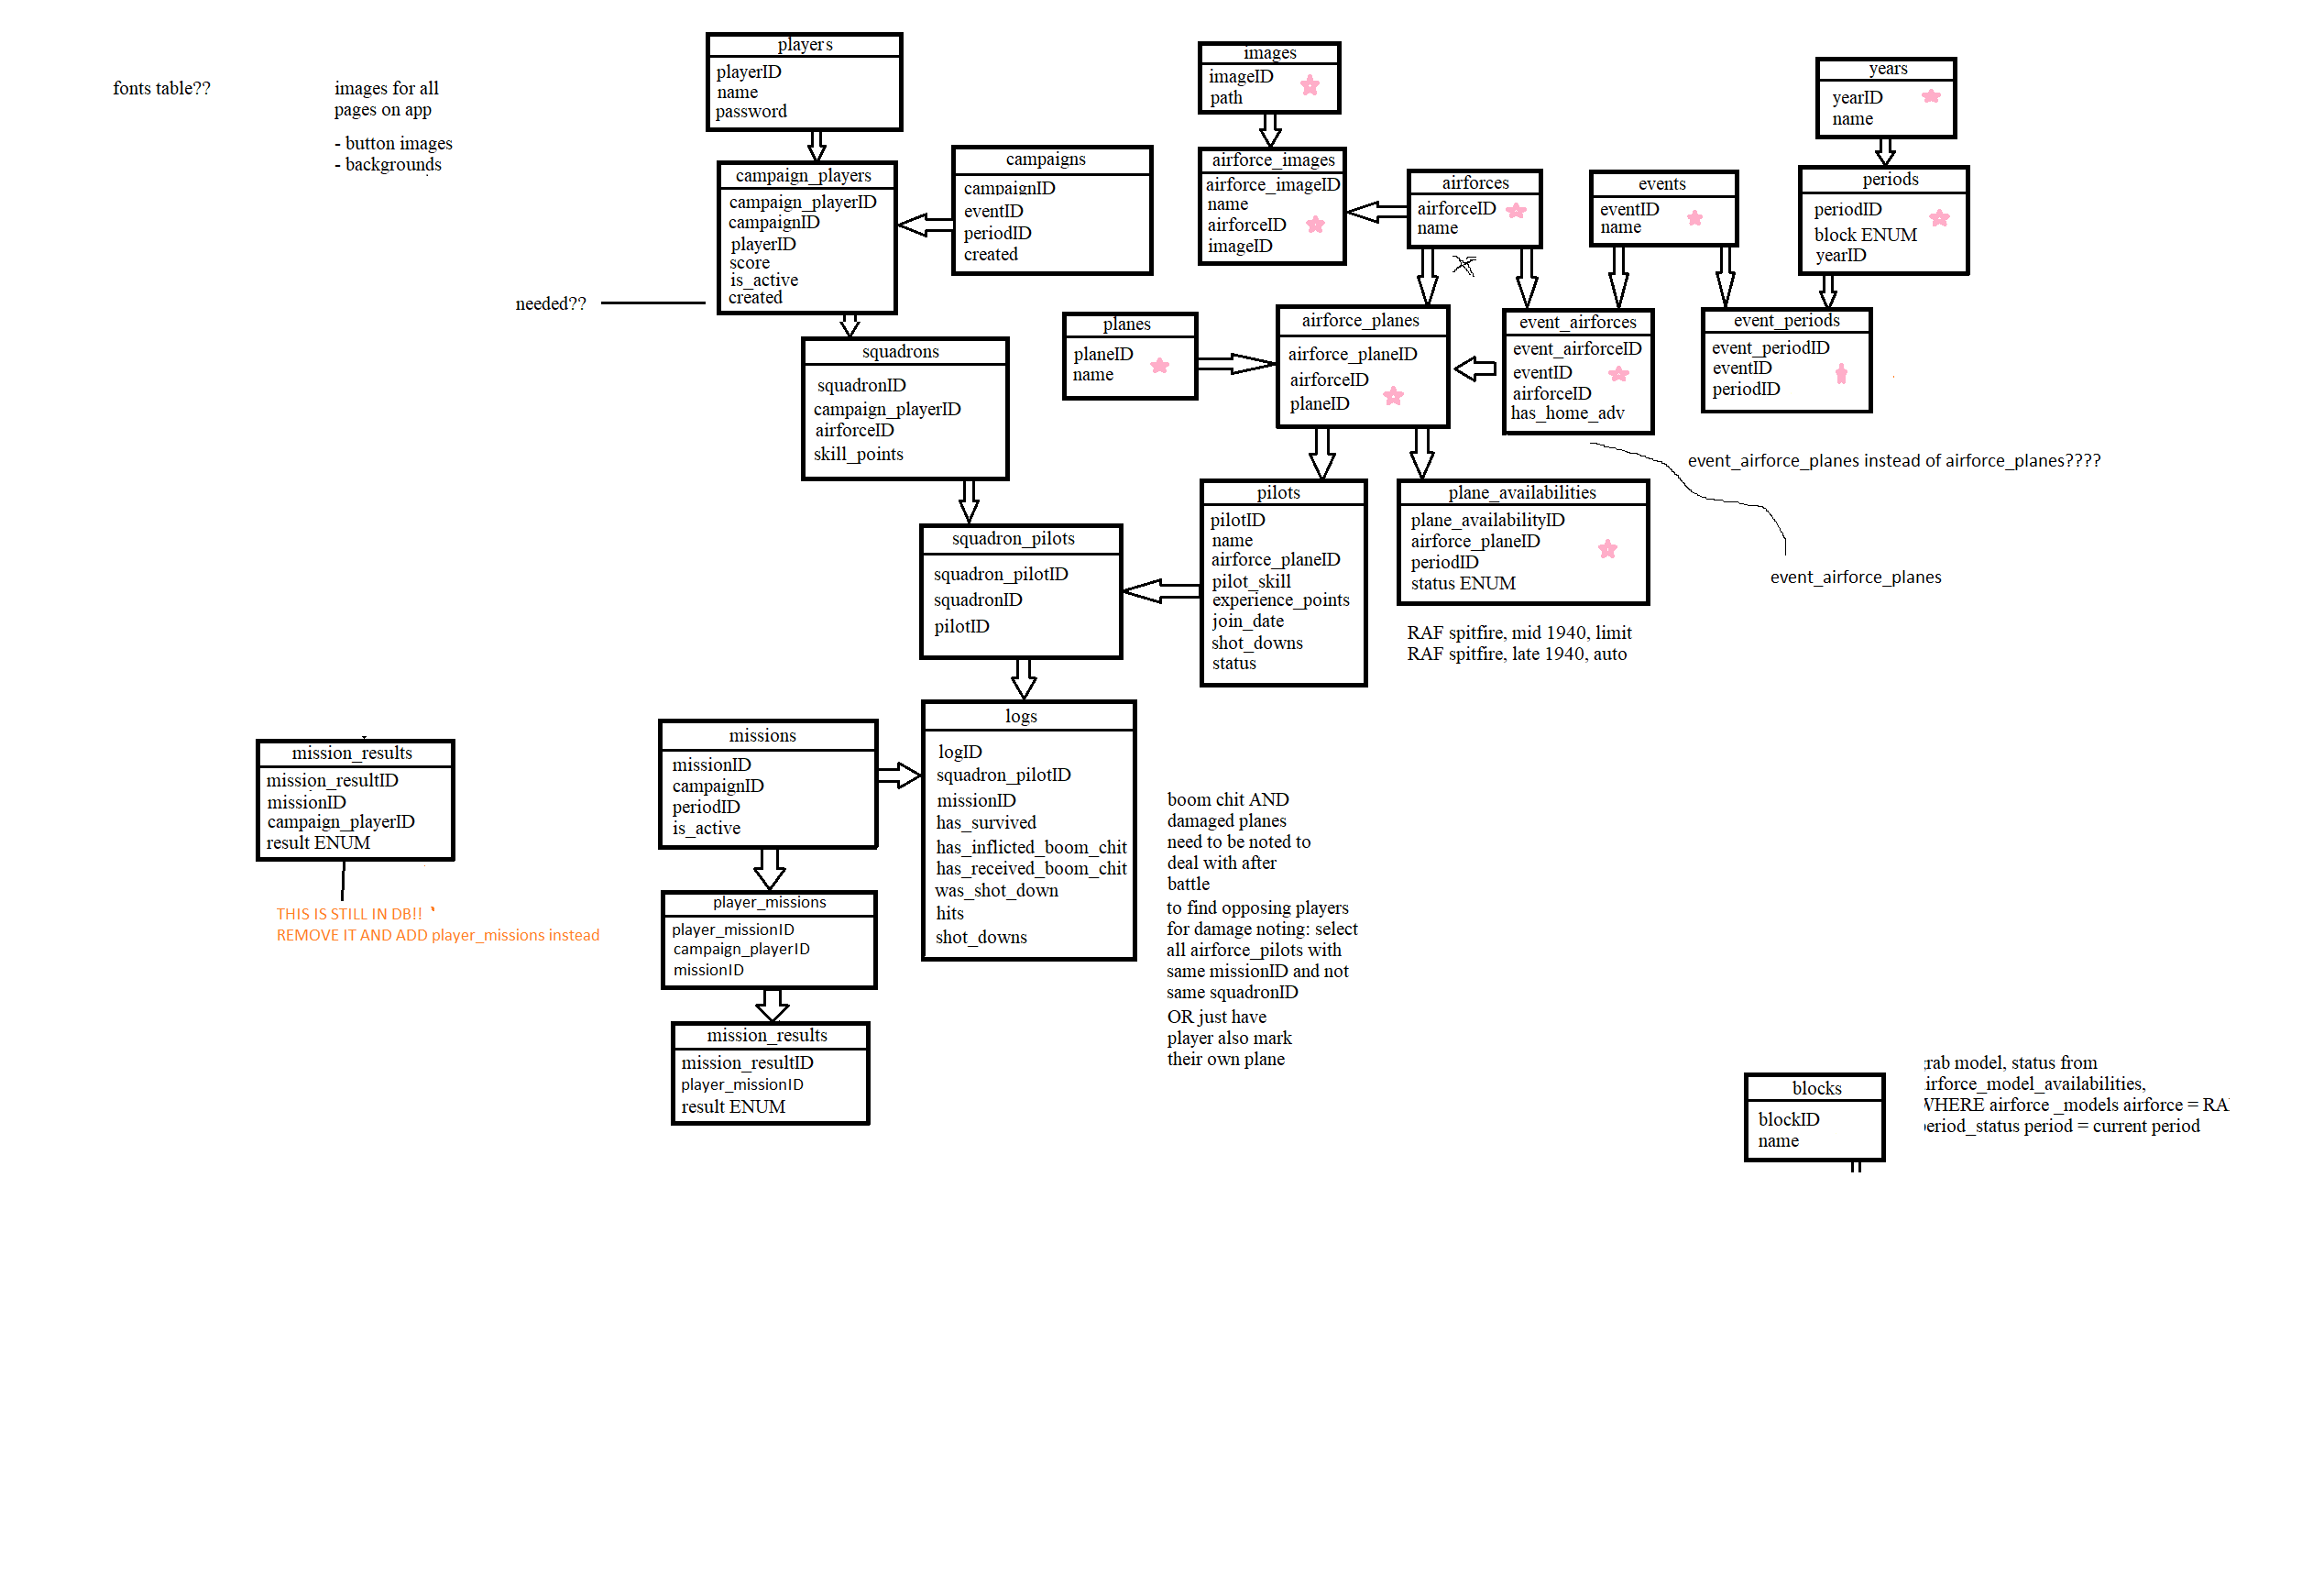 fonts table??
images for all
pages on app
- button images
- backgrounds
players
playerID
name
password
campaign_players
campaign_playerID
campaignID
playerID
score
is_active
created
needed??
campaigns
campaignID
eventID
periodID
created
squadrons
squadronID
campaign_playerID
airforceID
skill_points
images
imageID
path
airforce_images
airforce_imageID
name
airforceID
imageID
airforces
airforceID
name
events
eventID
name
years
yearID
name
periods
periodID
block ENUM
yearID
planes
planeID
name
airforce_planes
airforce_planeID
airforceID
planeID
event_airforces
event_airforceID
eventID
airforceID
has_home_adv
event_periods
event_periodID
eventID
periodID
event_airforce_planes instead of airforce_planes????
event_airforce_planes
squadron_pilots
squadron_pilotID
squadronID
pilotID
pilots
pilotID
name
airforce_planeID
pilot_skill
experience_points
join_date
shot_downs
status
plane_availabilities
plane_availabilityID
airforce_planeID
periodID
status ENUM
RAF spitfire, mid 1940, limit
RAF spitfire, late 1940, auto
mission_results
mission_resultID
missionID
campaign_playerID
result ENUM
THIS IS STILL IN DB!!
REMOVE IT AND ADD player_missions instead
missions
missionID
campaignID
periodID
is_active
player_missions
player_missionID
campaign_playerID
missionID
mission_results
mission_resultID
player_missionID
result ENUM
logs
logID
squadron_pilotID
missionID
has_survived
has_inflicted_boom_chit
has_received_boom_chit
was_shot_down
hits
shot_downs
boom chit AND
damaged planes
need to be noted to
deal with after
battle
to find opposing players
for damage noting: select
all airforce_pilots with
same missionID and not
same squadronID
OR just have
player also mark
their own plane
blocks
blockID
name
model, status from
airforce = current period